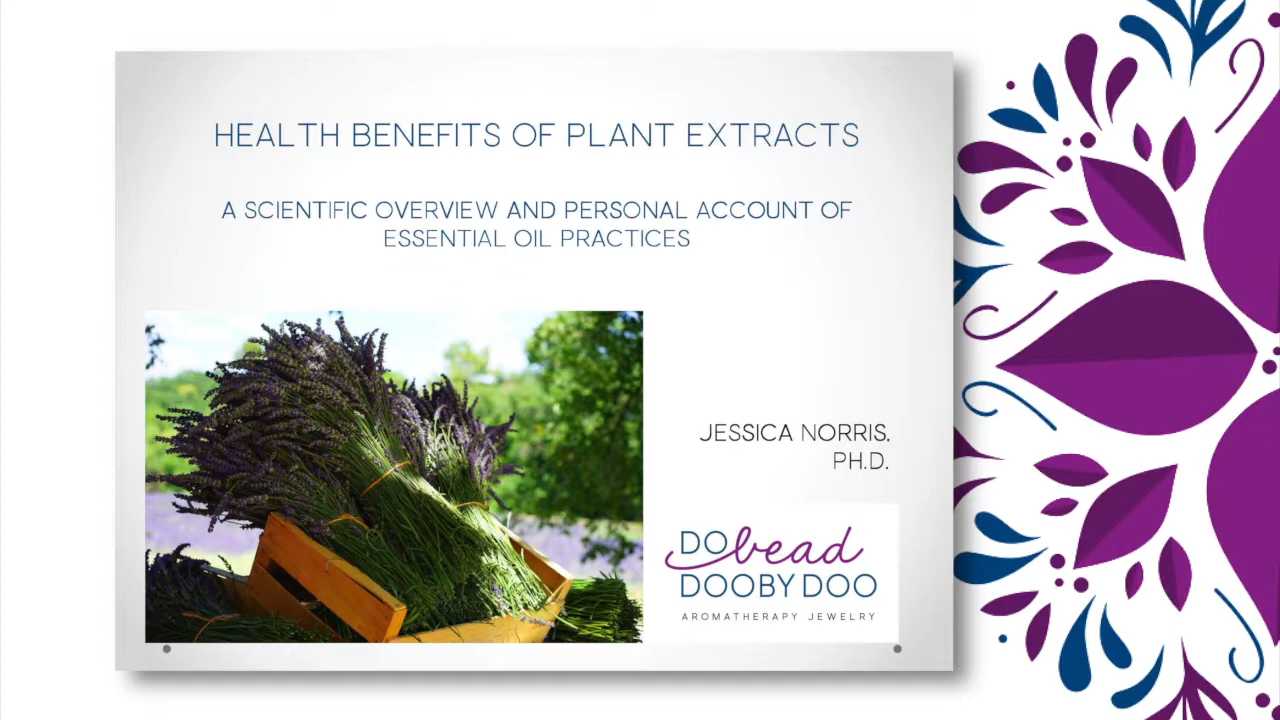 HEALTH BENEFITS OF PLANT EXTRACTS
A SCIENTIFIC OVERVIEW AND PERSONAL ACCOUNT OF
ESSENTIAL OIL PRACTICES
JESSICA NORRIS,
PH.D.
DO bead
DOOBY DOO
AROMATHERAPY JEWELRY